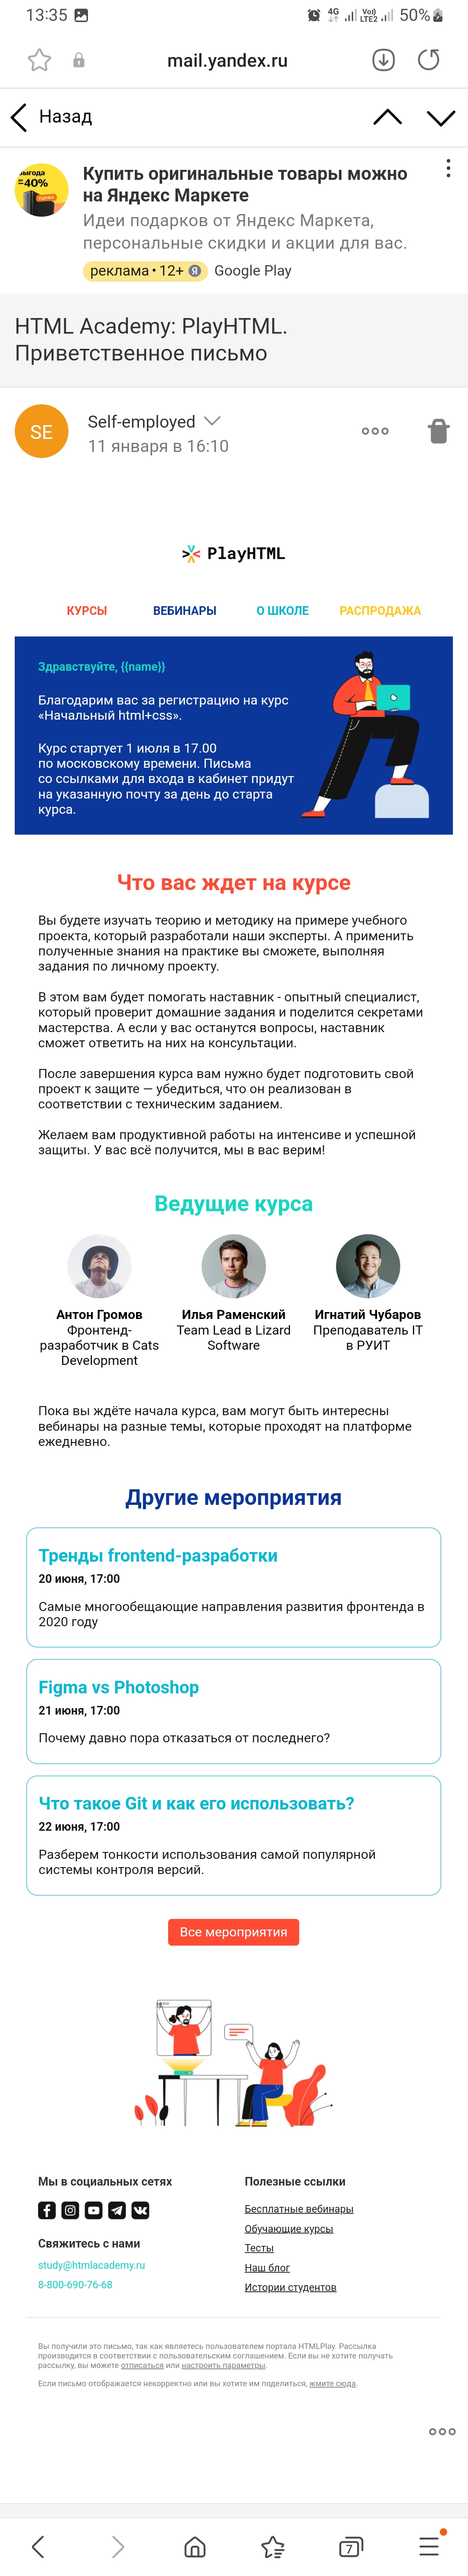 13:35
4G Vo)) LTE2 50%
mail.yandex.ru
Назад
выгода
=40%
Купить оригинальные товары можно
на Яндекс Маркете
Идеи подарков от Яндекс Маркета,
персональные скидки и акции для вас.
реклама • 12+ Я Google Play
HTML Academy: PlayHTML.
Приветственное письмо
SE
Self-employed
11 января в 16:10
PlayHTML
КУРСЫ ВЕБИНАРЫ О ШКОЛЕ РАСПРОДАЖА
Здравствуйте, {{name}}
Благодарим вас за регистрацию на курс
«Начальный html+css».
Курс стартует 1 июля в 17.00
по московскому времени. Письма
со ссылками для входа в кабинет придут
на указанную почту за день до старта
курса.
Что вас ждет на курсе
Вы будете изучать теорию и методику на примере учебного
проекта, который разработали наши эксперты. А применить
полученные знания на практике вы сможете, выполняя
задания по личному проекту.
В этом вам будет помогать наставник - опытный специалист,
который проверит домашние задания и поделится секретами
мастерства. А если у вас останутся вопросы, наставник
сможет ответить на них на консультации.
После завершения курса вам нужно будет подготовить свой
проект к защите — убедиться, что он реализован в
соответствии с техническим заданием.
Желаем вам продуктивной работы на интенсиве и успешной
защиты. У вас всё получится, мы в вас верим!
Ведущие курса
Антон Громов
Фронтенд-
разработчик в Cats
Development
Илья Раменский
Team Lead в Lizard
Software
Игнатий Чубаров
Преподаватель IT
в РУИТ
Пока вы ждёте начала курса, вам могут быть интересны
вебинары на разные темы, которые проходят на платформе
ежедневно.
Другие мероприятия
Тренды frontend-разработки
20 июня, 17:00
Самые многообещающие направления развития фронтенда в
2020 году
Figma vs Photoshop
21 июня, 17:00
Почему давно пора отказаться от последнего?
Что такое Git и как его использовать?
22 июня, 17:00
Разберем тонкости использования самой популярной
системы контроля версий.
Все мероприятия
Мы в социальных сетях
Свяжитесь с нами
study@htmlacademy.ru
8-800-690-76-68
Полезные ссылки
Бесплатные вебинары
Обучающие курсы
Тесты
Наш блог
Истории студентов
Вы получили это письмо, так как являетесь пользователем портала HTMLPlay. Рассылка
производится в соответствии с пользовательским соглашением. Если вы не хотите получать
рассылку, вы можете отписаться или настроить параметры.
Если письмо отображается некорректно или вы хотите им поделиться, жмите сюда.
7